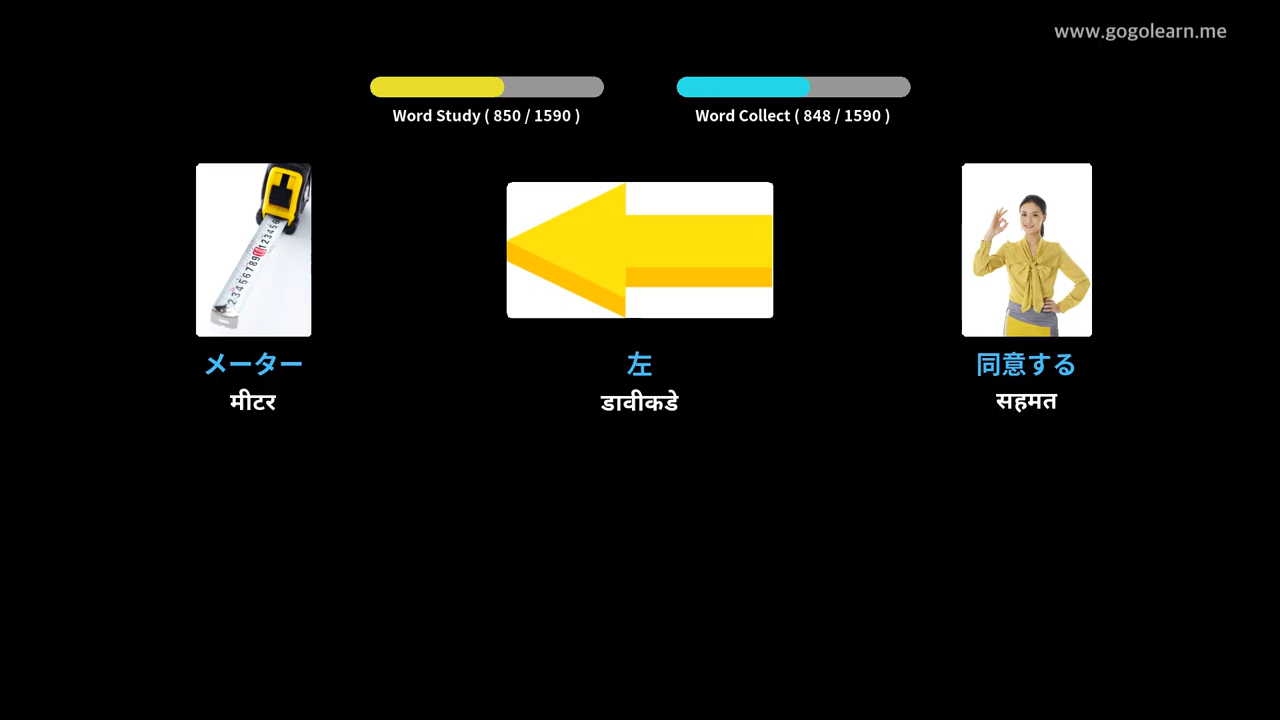 www.gogolearn.me
Word Study ( 850 / 1590 )
Word Collect ( 848 / 1590 )
メーター
左
同意する
मीटर
डावीकडे
सहमत